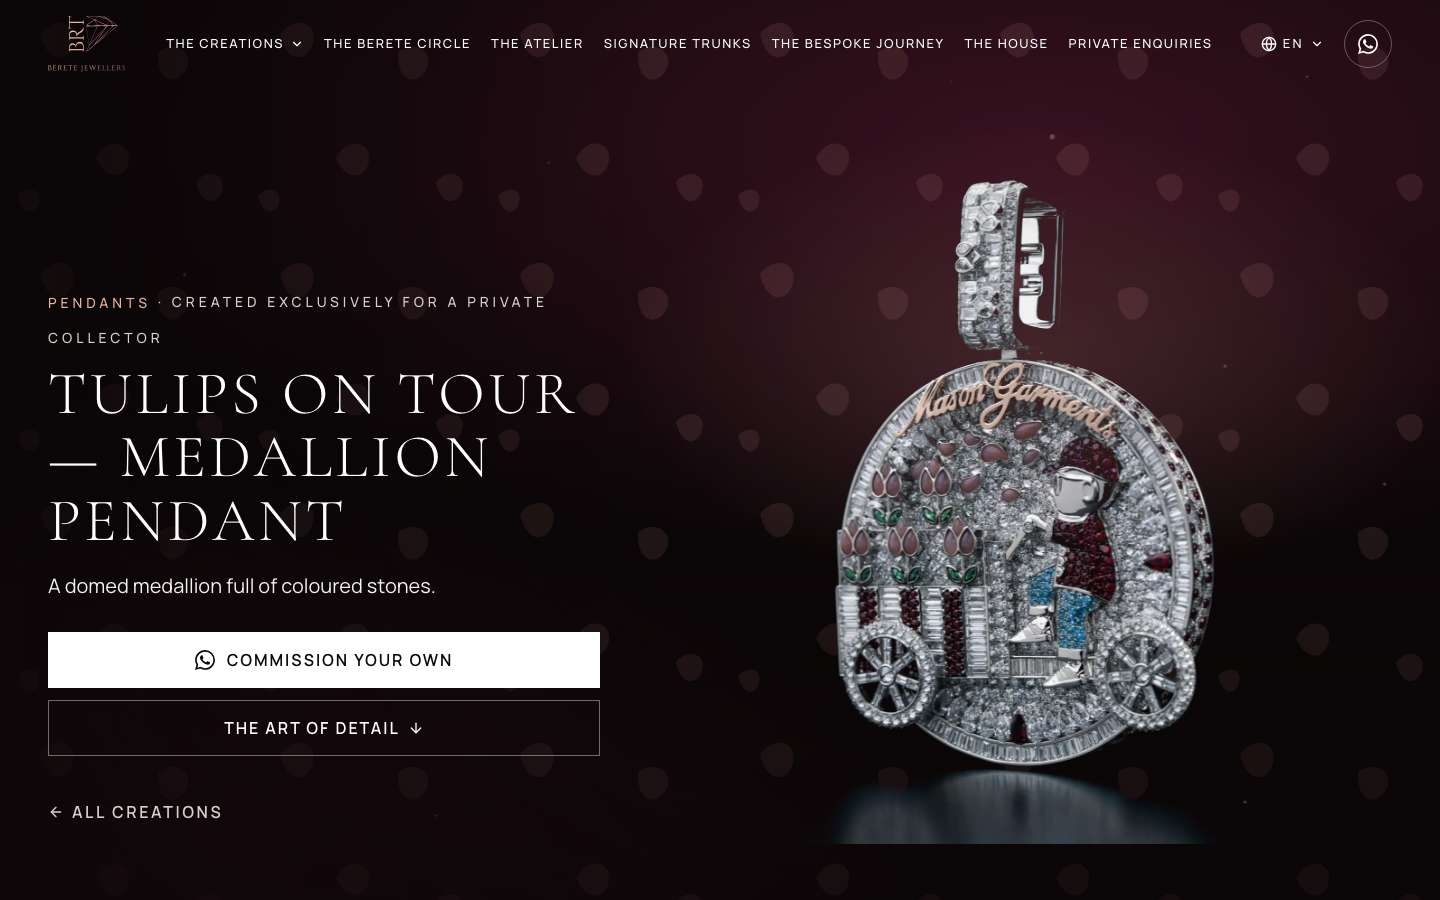 BRT
BERETE JEWELLERS
THE CREATIONS
THE BERETE CIRCLE
THE ATELIER
SIGNATURE TRUNKS
THE BESPOKE JOURNEY
THE HOUSE
PRIVATE ENQUIRIES
EN
PENDANTS · CREATED EXCLUSIVELY FOR A PRIVATE
COLLECTOR
TULIPS ON TOUR
— MEDALLION
PENDANT
A domed medallion full of coloured stones.
COMMISSION YOUR OWN
THE ART OF DETAIL ↓
← ALL CREATIONS
Mason Garments